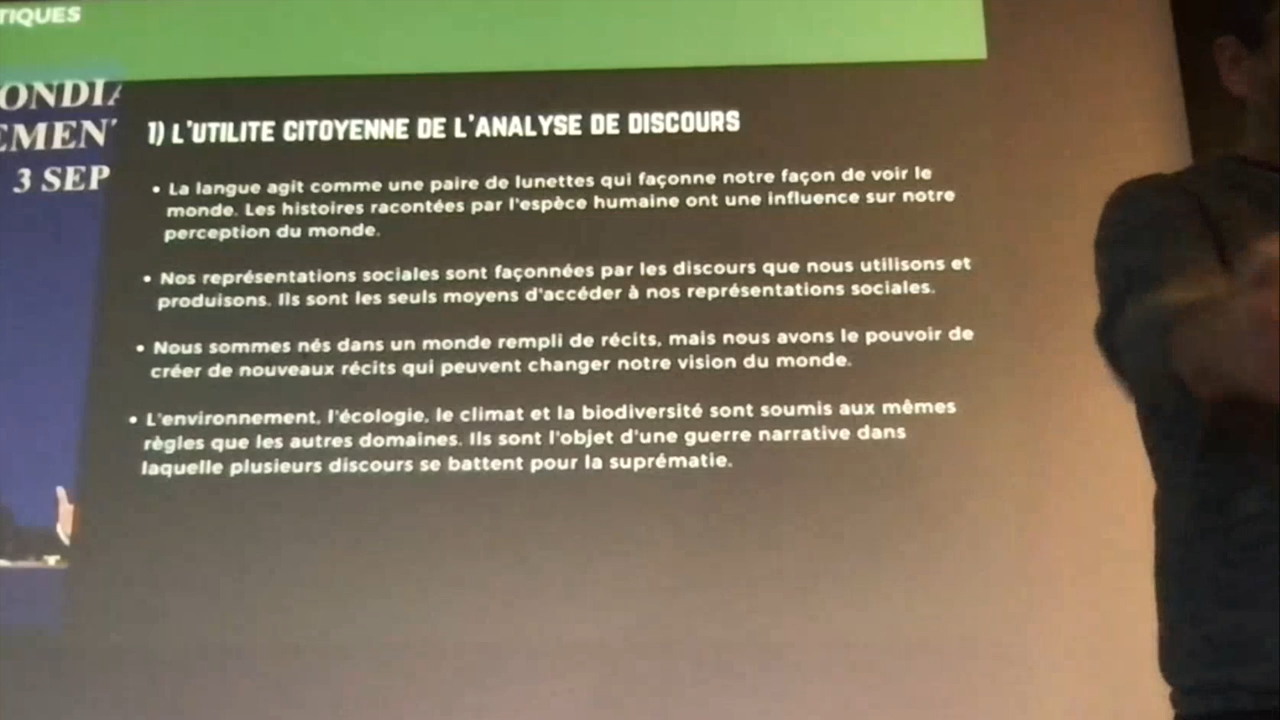 TIQUES
ONDIA
EMENT
3 SEP
1) L'UTILITE CITOYENNE DE L'ANALYSE DE DISCOURS
• La langue agit comme une paire de lunettes qui façonne notre façon de voir le
monde. Les histoires racontées par l'espèce humaine ont une influence sur notre
perception du monde.
• Nos représentations sociales sont façonnées par les discours que nous utilisons et
produisons. Ils sont les seuls moyens d'accéder à nos représentations sociales.
• Nous sommes nés dans un monde rempli de récits, mais nous avons le pouvoir de
créer de nouveaux récits qui peuvent changer notre vision du monde.
• L'environnement, l'écologie, le climat et la biodiversité sont soumis aux mêmes
règles que les autres domaines. Ils sont l'objet d'une guerre narrative dans
laquelle plusieurs discours se battent pour la suprématie.